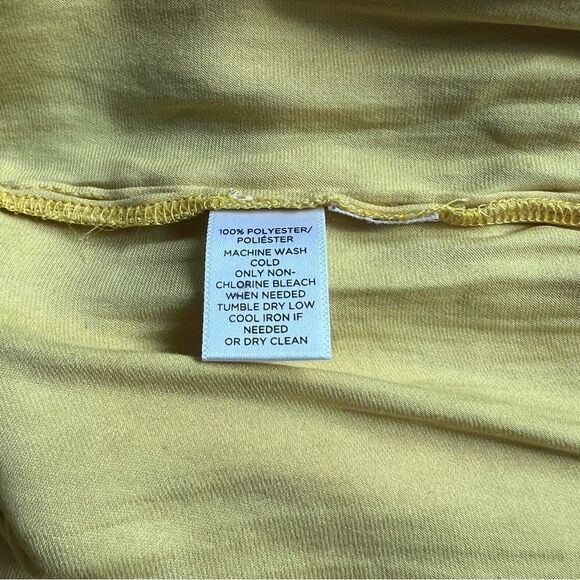 100% POLYESTER/
POLIÉSTER
MACHINE WASH
COLD
ONLY NON-
CHLORINE BLEACH
WHEN NEEDED
TUMBLE DRY LOW
COOL IRON IF
NEEDED
OR DRY CLEAN